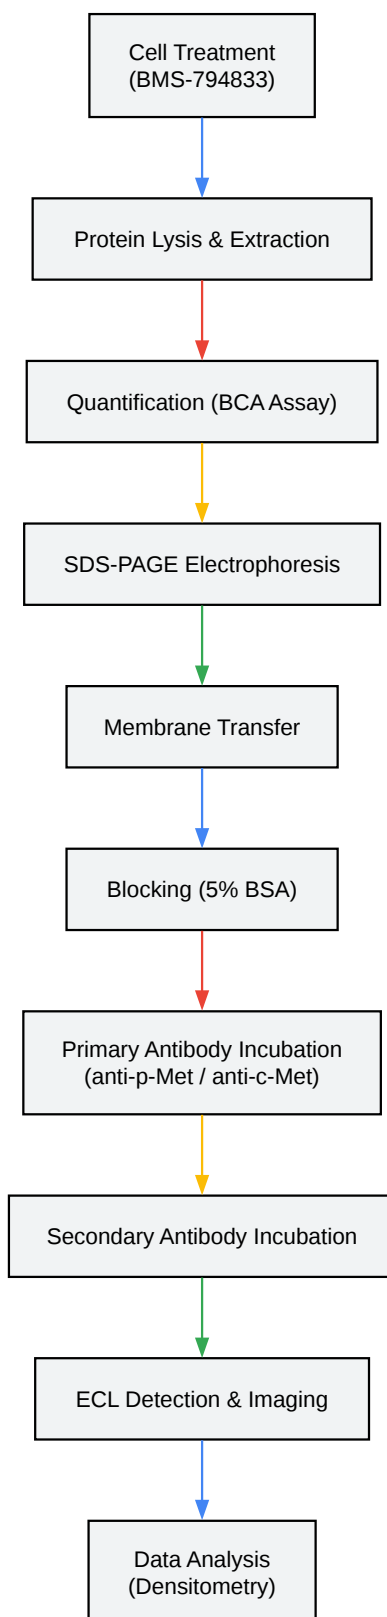 Cell Treatment
(BMS-794833)
Protein Lysis & Extraction
Quantification (BCA Assay)
SDS-PAGE Electrophoresis
Membrane Transfer
Blocking (5% BSA)
Primary Antibody Incubation
(anti-p-Met / anti-c-Met)
Secondary Antibody Incubation
ECL Detection & Imaging
Data Analysis
(Densitometry)